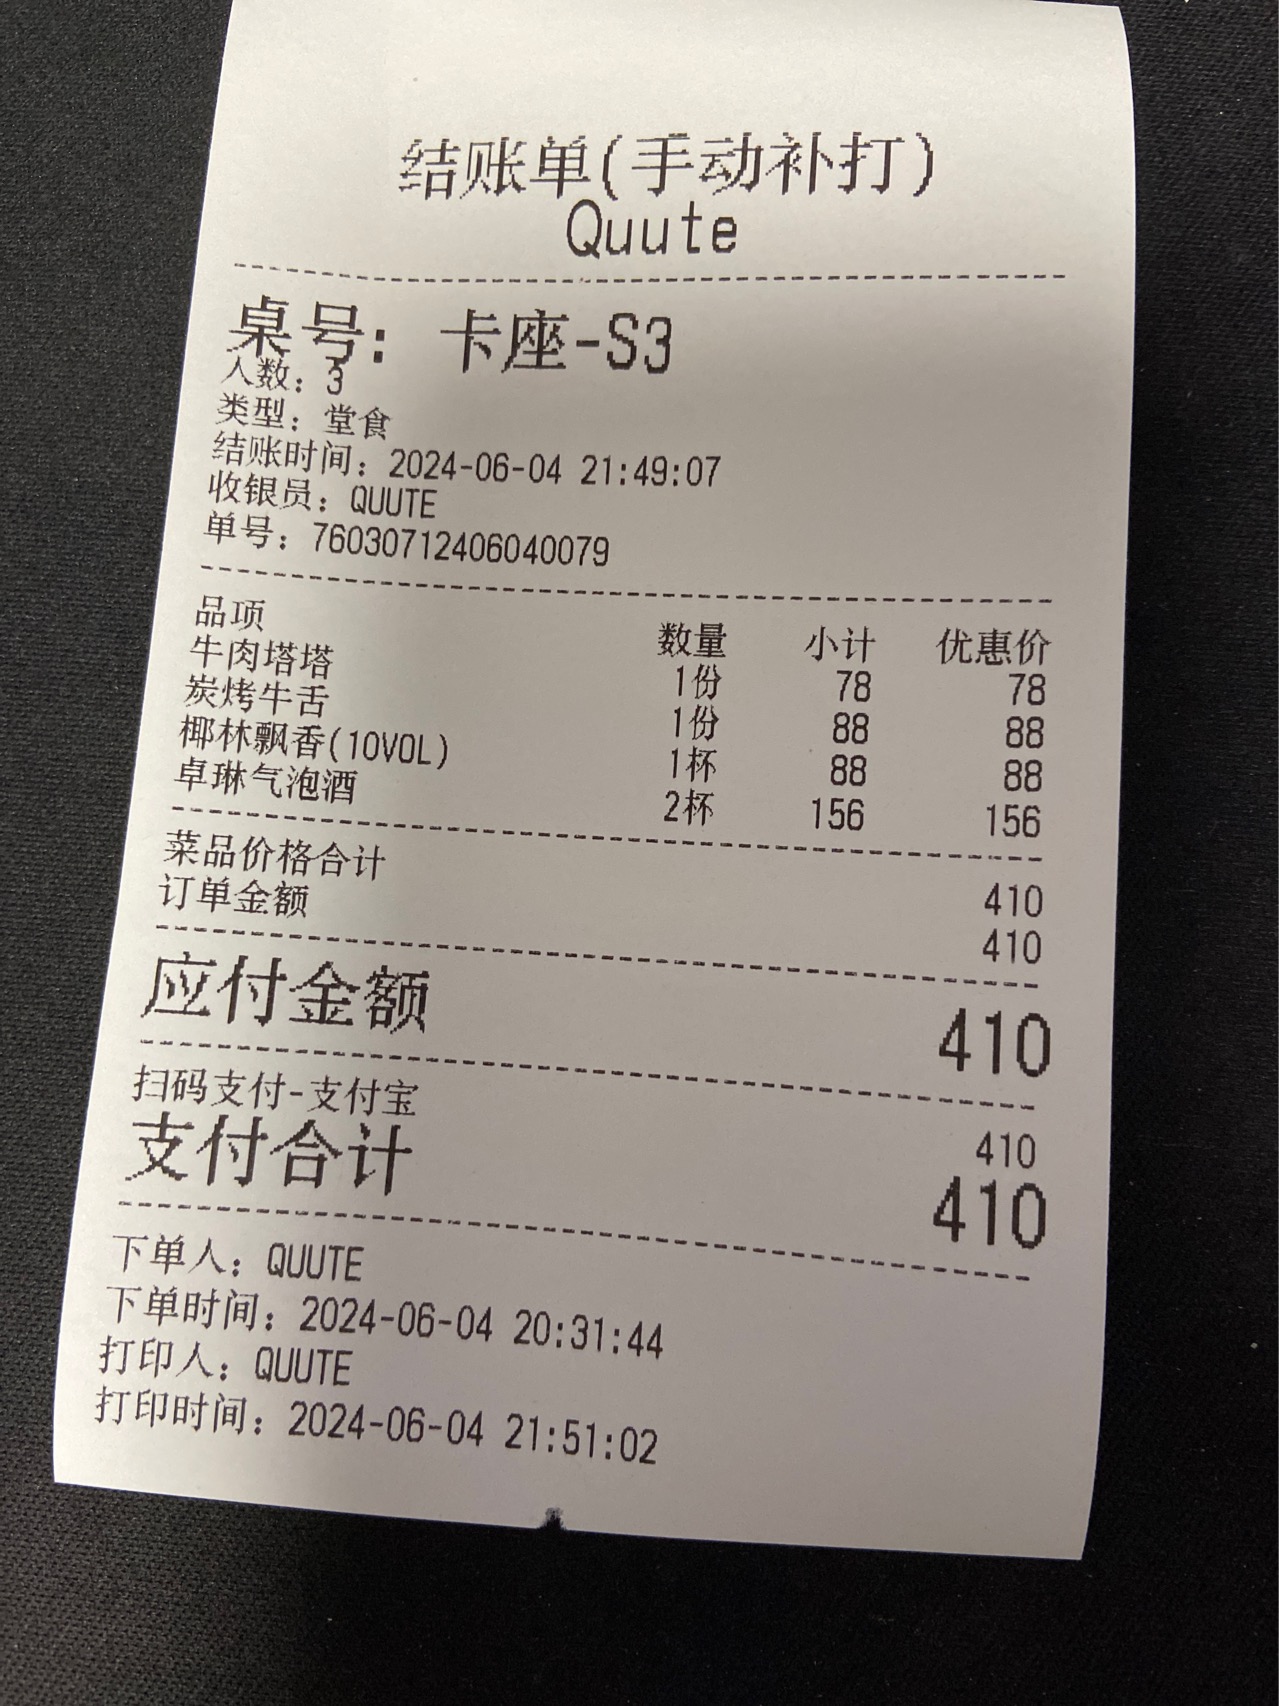 结账单(手动补打)
Quute
桌号: 卡座-S3
人数: 3
类型: 堂食
结账时间: 2024-06-04 21:49:07
收银员: QUUTE
单号: 76030712406040079
品项 数量 小计 优惠价
牛肉塔塔 1份 78 78
炭烤牛舌 1份 88 88
椰林飘香(10VOL) 1杯 88 88
卓琳气泡酒 2杯 156 156
菜品价格合计 410
订单金额 410
应付金额 410
扫码支付-支付宝 410
支付合计 410
下单人: QUUTE
下单时间: 2024-06-04 20:31:44
打印人: QUUTE
打印时间: 2024-06-04 21:51:02